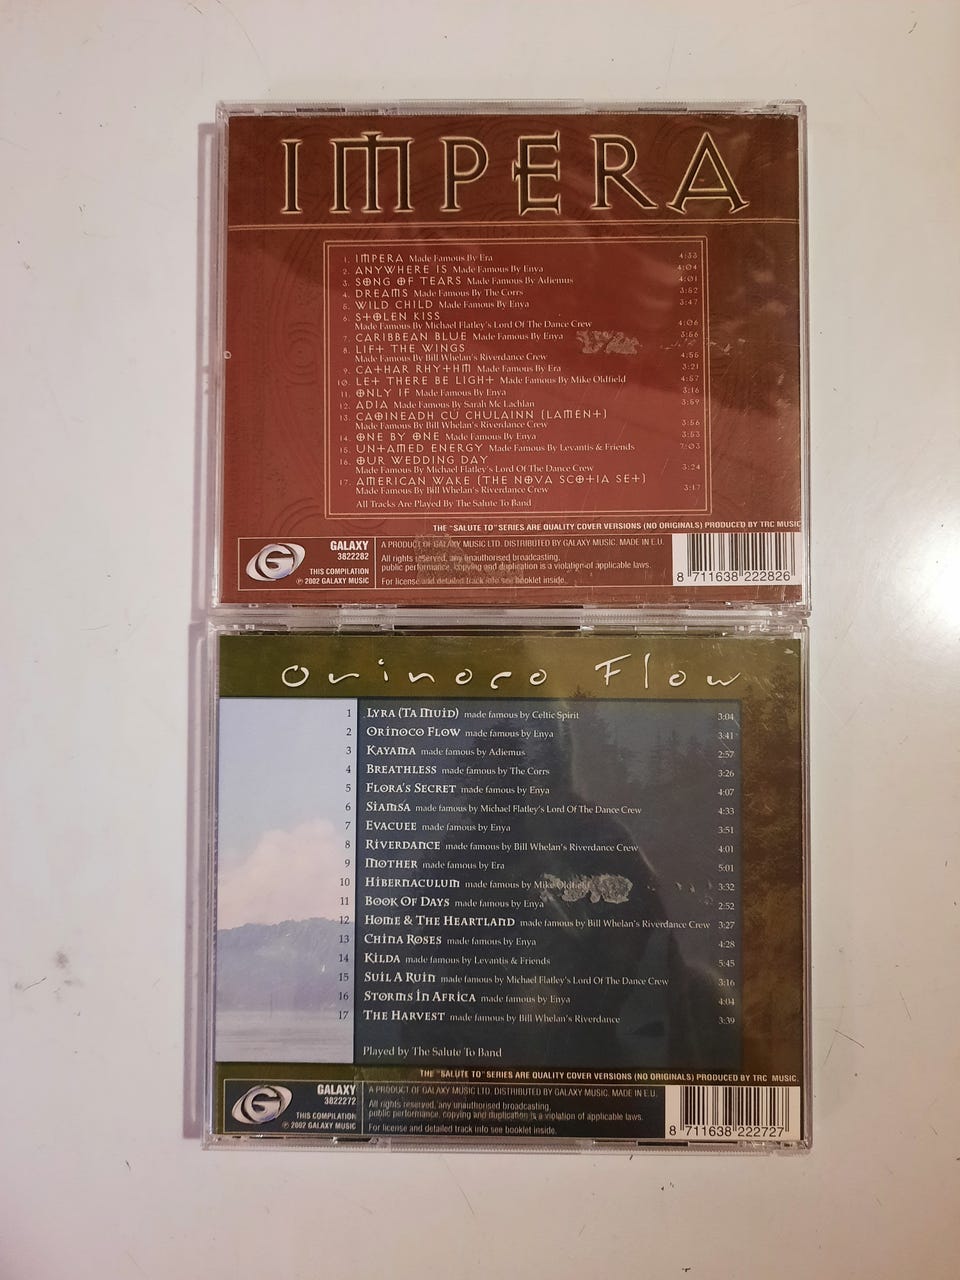 IMPERA
1. IMPERA Made Famous By Era 4:33
2. ANYWHERE IS Made Famous By Enya 4:04
3. SONG OF TEARS Made Famous By Adiemus 4:01
4. DREAMS Made Famous By The Corrs 3:52
5. WILD CHILD Made Famous By Enya 3:47
6. STOLEN KISS
Made Famous By Michael Flatley's Lord Of The Dance Crew 4:06
7. CARIBBEAN BLUE Made Famous By Enya 3:56
8. LIFT THE WINGS
Made Famous By Bill Whelan's Riverdance Crew 4:55
9. CATHAR RHYTHM Made Famous By Era 3:21
10. LET THERE BE LIGHT Made Famous By Mike Oldfield 4:57
11. ONLY IF Made Famous By Enya 3:16
12. ADIA Made Famous By Sarah Mc Lachlan 3:59
13. CAOINEADH CÚ CHULAINN (LAMENT)
Made Famous By Bill Whelan's Riverdance Crew 3:56
14. ONE BY ONE Made Famous By Enya 3:53
15. UNTAMED ENERGY Made Famous By Levantis & Friends 7:03
16. OUR WEDDING DAY
Made Famous By Michael Flatley's Lord Of The Dance Crew 3:24
17. AMERICAN WAKE (THE NOVA SCOTIA SET)
Made Famous By Bill Whelan's Riverdance Crew 3:17
All Tracks Are Played By The Salute To Band
THE "SALUTE TO" SERIES ARE QUALITY COVER VERSIONS (NO ORIGINALS) PRODUCED BY TRC MUSIC
G
GALAXY
3822282
THIS COMPILATION
℗ 2002 GALAXY MUSIC
A PRODUCT OF GALAXY MUSIC LTD. DISTRIBUTED BY GALAXY MUSIC. MADE IN E.U.
All rights reserved, any unauthorised broadcasting,
public performance, copying and duplication is a violation of applicable laws.
For license and detailed track info see booklet inside.
8 711638 222826
Orinoco Flow
1 LYRA (TA MUID) made famous by Celtic Spirit 3:04
2 ORINOCO FLOW made famous by Enya 3:41
3 KAYAMA made famous by Adiemus 2:57
4 BREATHLESS made famous by The Corrs 3:26
5 FLORA'S SECRET made famous by Enya 4:07
6 SIAMSA made famous by Michael Flatley's Lord Of The Dance Crew 4:33
7 EVACUEE made famous by Enya 3:51
8 RIVERDANCE made famous by Bill Whelan's Riverdance Crew 4:01
9 MOTHER made famous by Era 5:01
10 HIBERNACULUM made famous by Mike Oldfield 3:32
11 BOOK OF DAYS made famous by Enya 2:52
12 HOME & THE HEARTLAND made famous by Bill Whelan's Riverdance Crew 3:27
13 CHINA ROSES made famous by Enya 4:28
14 KILDA made famous by Levantis & Friends 5:45
15 SUIL A RUIN made famous by Michael Flatley's Lord Of The Dance Crew 3:16
16 STORMS IN AFRICA made famous by Enya 4:04
17 THE HARVEST made famous by Bill Whelan's Riverdance 3:39
Played by The Salute To Band
THE "SALUTE TO" SERIES ARE QUALITY COVER VERSIONS (NO ORIGINALS) PRODUCED BY TRC MUSIC.
G
GALAXY
3822272
THIS COMPILATION
℗ 2002 GALAXY MUSIC
A PRODUCT OF GALAXY MUSIC LTD. DISTRIBUTED BY GALAXY MUSIC. MADE IN E.U.
All rights reserved, any unauthorised broadcasting,
public performance, copying and duplication is a violation of applicable laws.
For license and detailed track info see booklet inside.
8 711638 222727